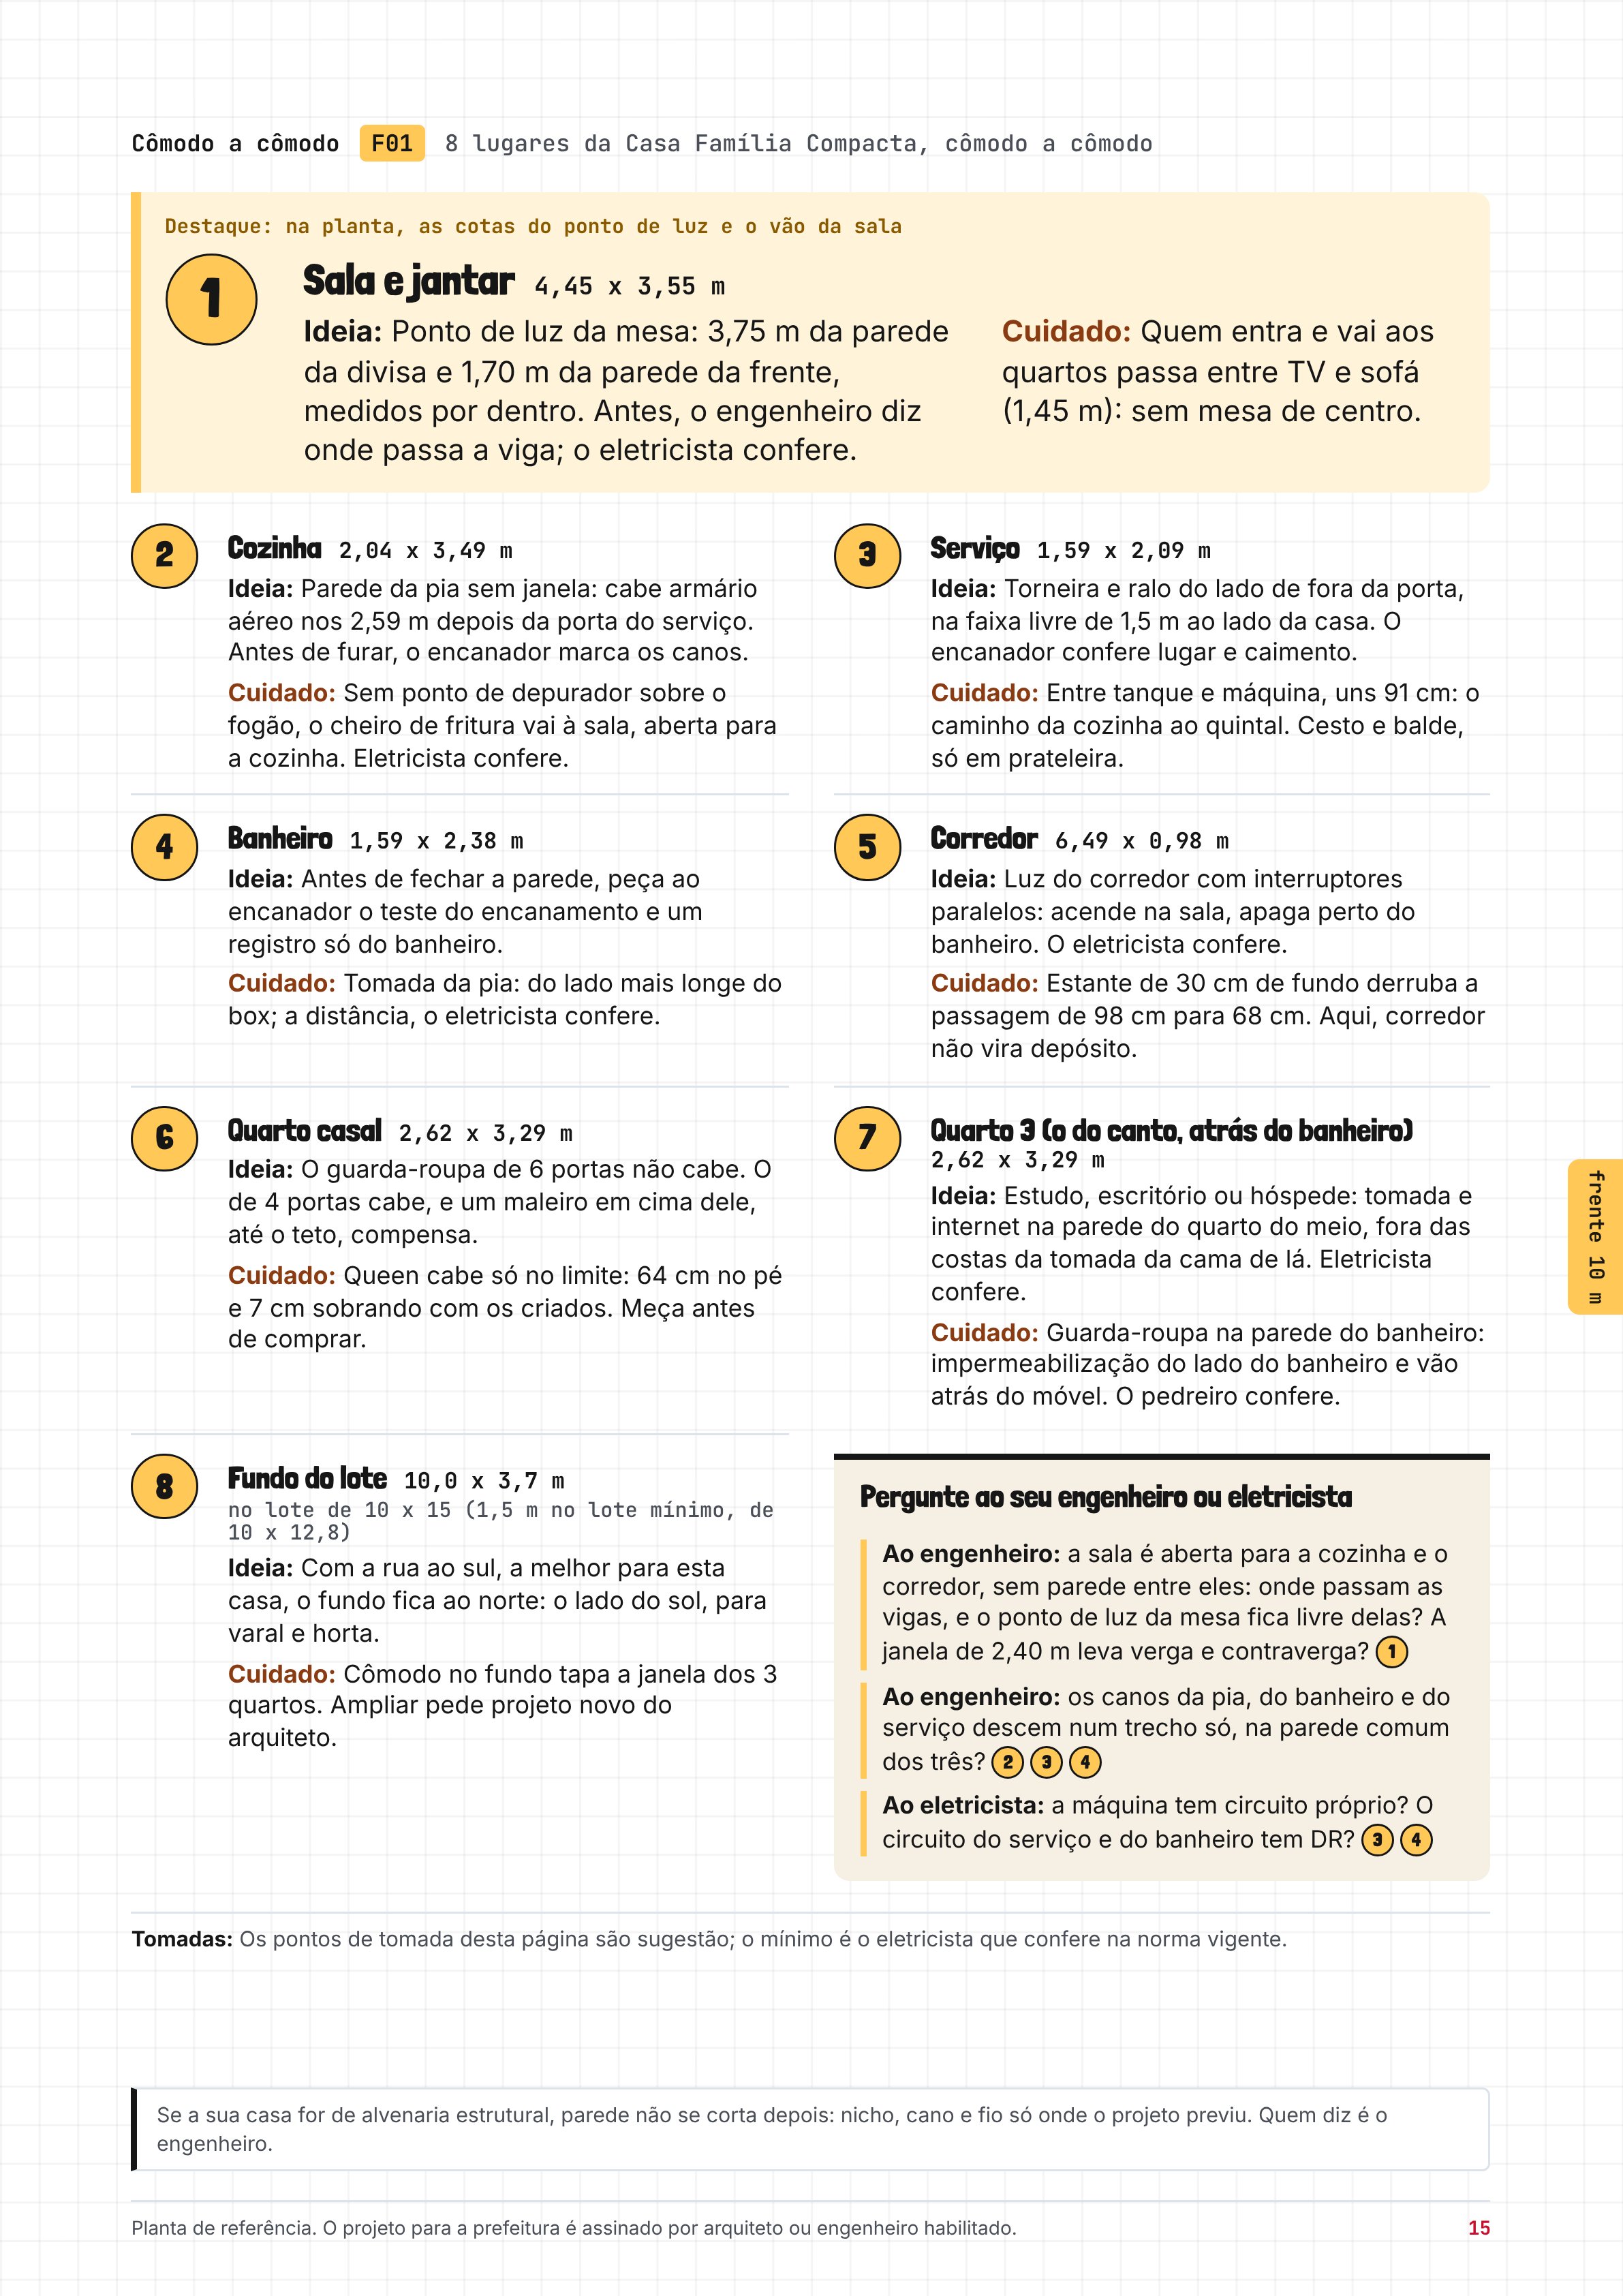 Cômodo a cômodo F01 8 lugares da Casa Família Compacta, cômodo a cômodo
Destaque: na planta, as cotas do ponto de luz e o vão da sala
1
Sala e jantar 4,45 x 3,55 m
Ideia: Ponto de luz da mesa: 3,75 m da parede
da divisa e 1,70 m da parede da frente,
medidos por dentro. Antes, o engenheiro diz
onde passa a viga; o eletricista confere.
Cuidado: Quem entra e vai aos
quartos passa entre TV e sofá
(1,45 m): sem mesa de centro.
2
Cozinha 2,04 x 3,49 m
Ideia: Parede da pia sem janela: cabe armário
aéreo nos 2,59 m depois da porta do serviço.
Antes de furar, o encanador marca os canos.
Cuidado: Sem ponto de depurador sobre o
fogão, o cheiro de fritura vai à sala, aberta para
a cozinha. Eletricista confere.
3
Serviço 1,59 x 2,09 m
Ideia: Torneira e ralo do lado de fora da porta,
na faixa livre de 1,5 m ao lado da casa. O
encanador confere lugar e caimento.
Cuidado: Entre tanque e máquina, uns 91 cm: o
caminho da cozinha ao quintal. Cesto e balde,
só em prateleira.
4
Banheiro 1,59 x 2,38 m
Ideia: Antes de fechar a parede, peça ao
encanador o teste do encanamento e um
registro só do banheiro.
Cuidado: Tomada da pia: do lado mais longe do
box; a distância, o eletricista confere.
5
Corredor 6,49 x 0,98 m
Ideia: Luz do corredor com interruptores
paralelos: acende na sala, apaga perto do
banheiro. O eletricista confere.
Cuidado: Estante de 30 cm de fundo derruba a
passagem de 98 cm para 68 cm. Aqui, corredor
não vira depósito.
6
Quarto casal 2,62 x 3,29 m
Ideia: O guarda-roupa de 6 portas não cabe. O
de 4 portas cabe, e um maleiro em cima dele,
até o teto, compensa.
Cuidado: Queen cabe só no limite: 64 cm no pé
e 7 cm sobrando com os criados. Meça antes
de comprar.
7
Quarto 3 (o do canto, atrás do banheiro)
2,62 x 3,29 m
Ideia: Estudo, escritório ou hóspede: tomada e
internet na parede do quarto do meio, fora das
costas da tomada da cama de lá. Eletricista
confere.
Cuidado: Guarda-roupa na parede do banheiro:
impermeabilização do lado do banheiro e vão
atrás do móvel. O pedreiro confere.
frente 10 m
8
Fundo do lote 10,0 x 3,7 m
no lote de 10 x 15 (1,5 m no lote mínimo, de
10 x 12,8)
Ideia: Com a rua ao sul, a melhor para esta
casa, o fundo fica ao norte: o lado do sol, para
varal e horta.
Cuidado: Cômodo no fundo tapa a janela dos 3
quartos. Ampliar pede projeto novo do
arquiteto.
Pergunte ao seu engenheiro ou eletricista
Ao engenheiro: a sala é aberta para a cozinha e o
corredor, sem parede entre eles: onde passam as
vigas, e o ponto de luz da mesa fica livre delas? A
janela de 2,40 m leva verga e contraverga? 1
Ao engenheiro: os canos da pia, do banheiro e do
serviço descem num trecho só, na parede comum
dos três? 2 3 4
Ao eletricista: a máquina tem circuito próprio? O
circuito do serviço e do banheiro tem DR? 3 4
Tomadas: Os pontos de tomada desta página são sugestão; o mínimo é o eletricista que confere na norma vigente.
Se a sua casa for de alvenaria estrutural, parede não se corta depois: nicho, cano e fio só onde o projeto previu. Quem diz é o
engenheiro.
Planta de referência. O projeto para a prefeitura é assinado por arquiteto ou engenheiro habilitado.
15